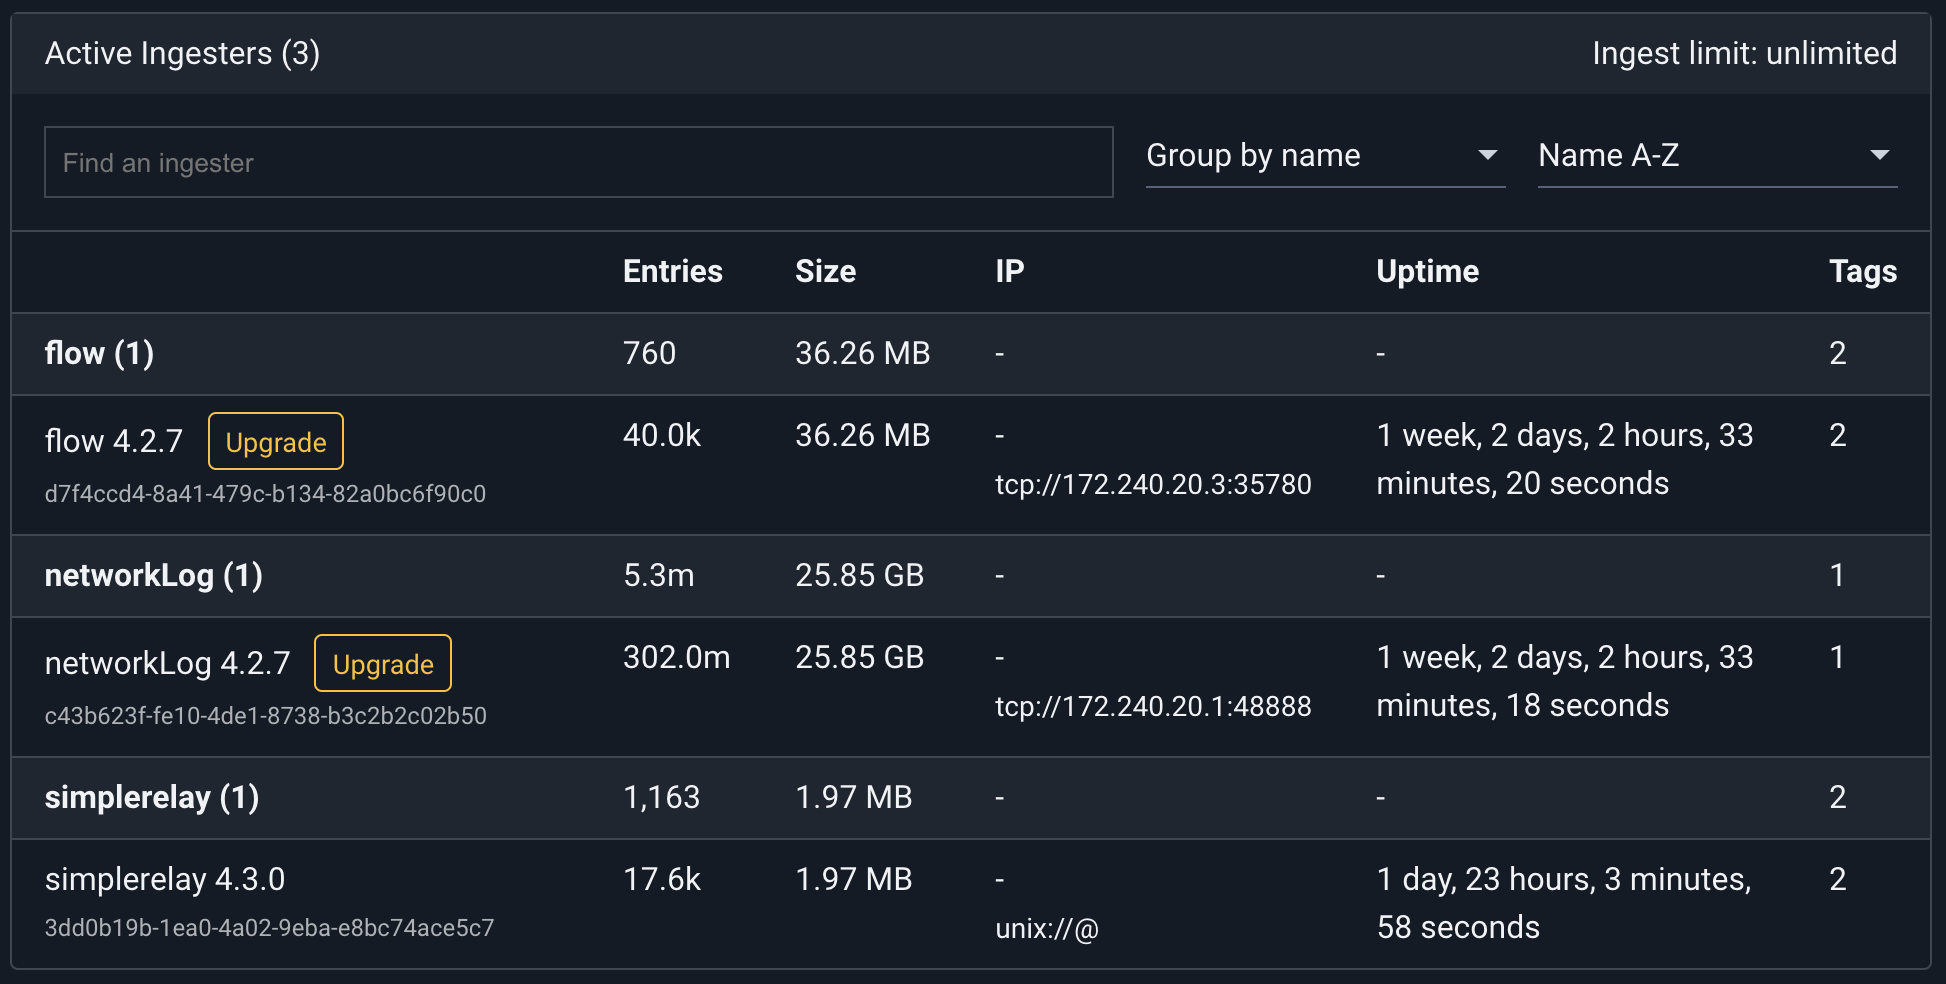 Active Ingesters (3)
Ingest limit: unlimited
Find an ingester
Group by name
Name A-Z
Entries Size IP Uptime Tags
flow (1) 760 36.26 MB - - 2
flow 4.2.7 Upgrade 40.0k 36.26 MB - 1 week, 2 days, 2 hours, 33 2
d7f4ccd4-8a41-479c-b134-82a0bc6f90c0 tcp://172.240.20.3:35780 minutes, 20 seconds
networkLog (1) 5.3m 25.85 GB - - 1
networkLog 4.2.7 Upgrade 302.0m 25.85 GB - 1 week, 2 days, 2 hours, 33 1
c43b623f-fe10-4de1-8738-b3c2b2c02b50 tcp://172.240.20.1:48888 minutes, 18 seconds
simplerelay (1) 1,163 1.97 MB - - 2
simplerelay 4.3.0 17.6k 1.97 MB - 1 day, 23 hours, 3 minutes, 2
3dd0b19b-1ea0-4a02-9eba-e8bc74ace5c7 unix://@ 58 seconds